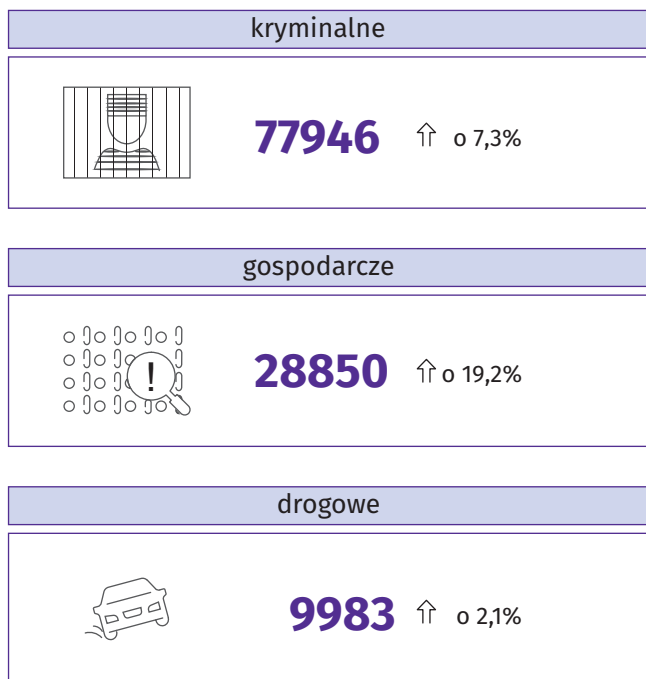 kryminalne
77946 ⇧ o 7,3%
gospodarcze
! 28850 ⇧ o 19,2%
drogowe
9983 ⇧ o 2,1%